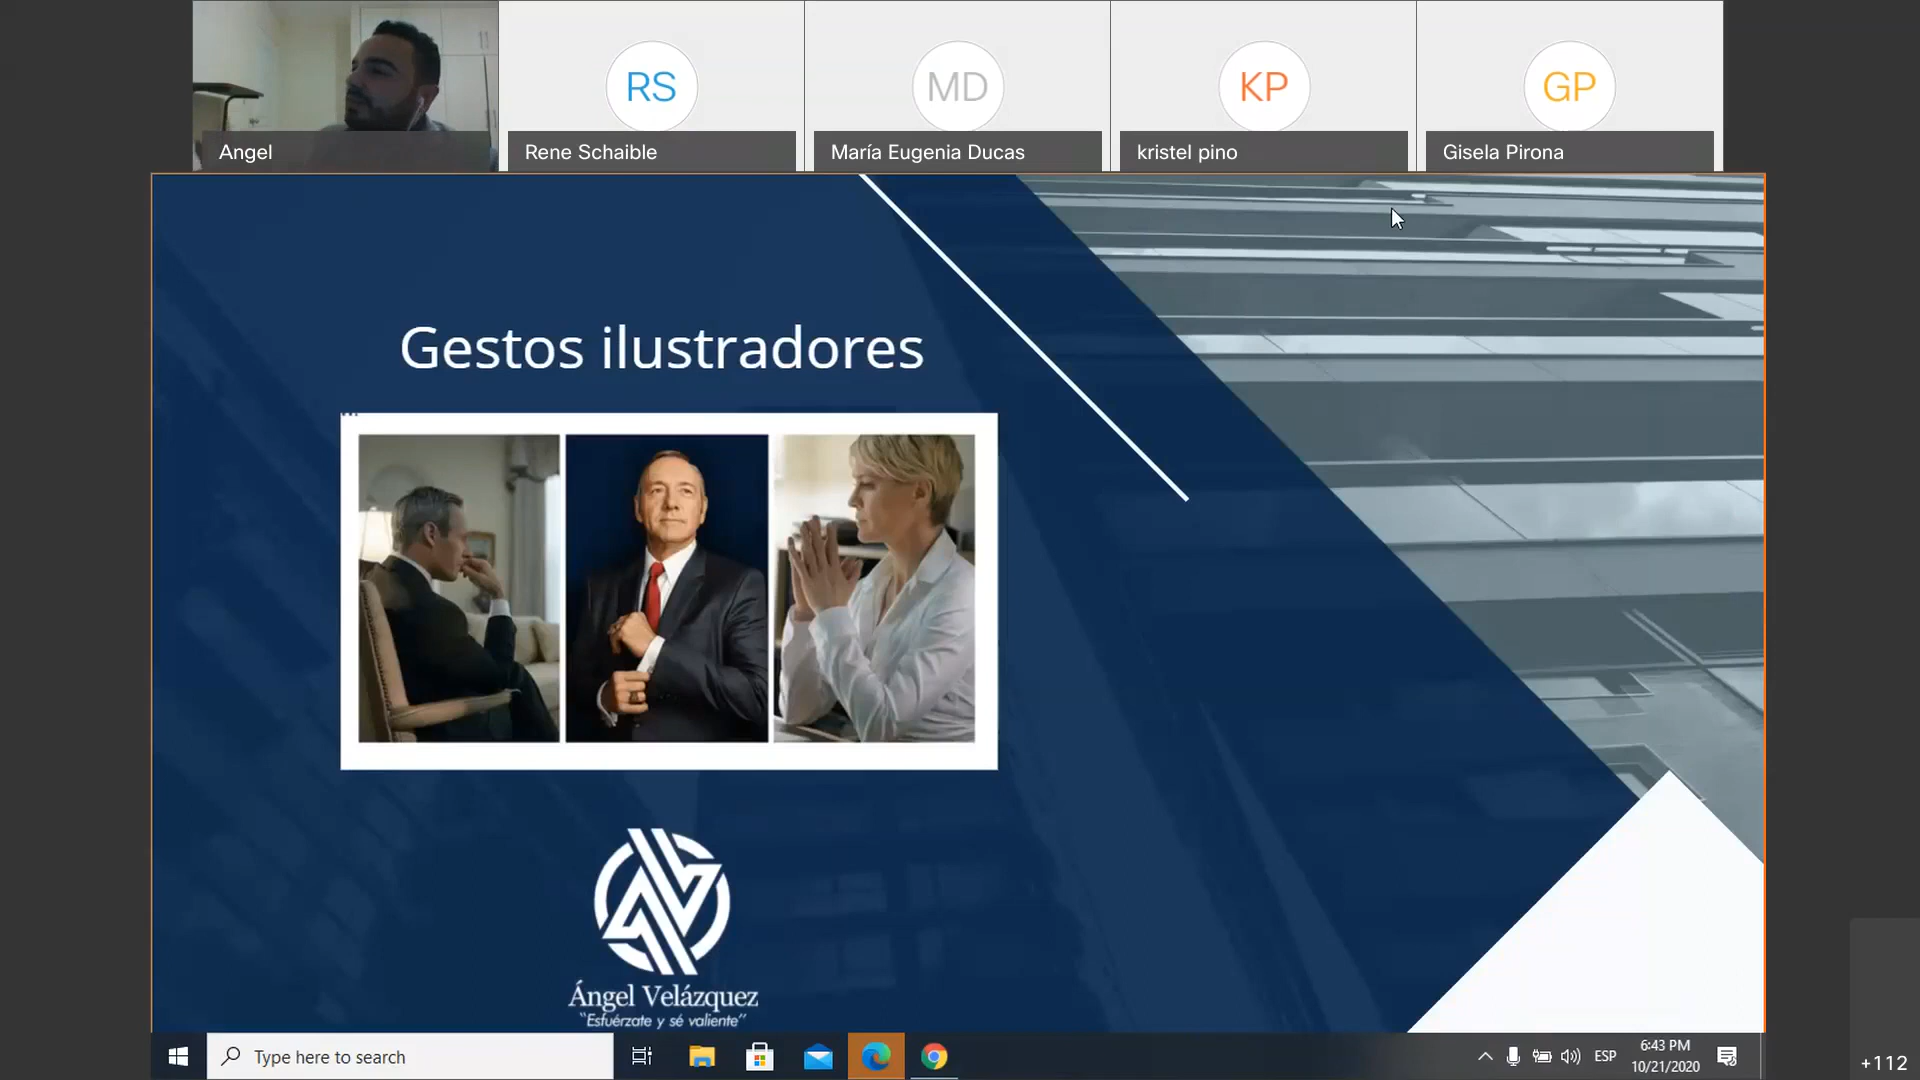 RS
MD
KP
GP
Angel
Rene Schaible
María Eugenia Ducas
kristel pino
Gisela Pirona
Gestos ilustradores
Ángel Velázquez
“Esfuérzate y sé valiente”
Type here to search
ESP
6:43 PM
10/21/2020
+112